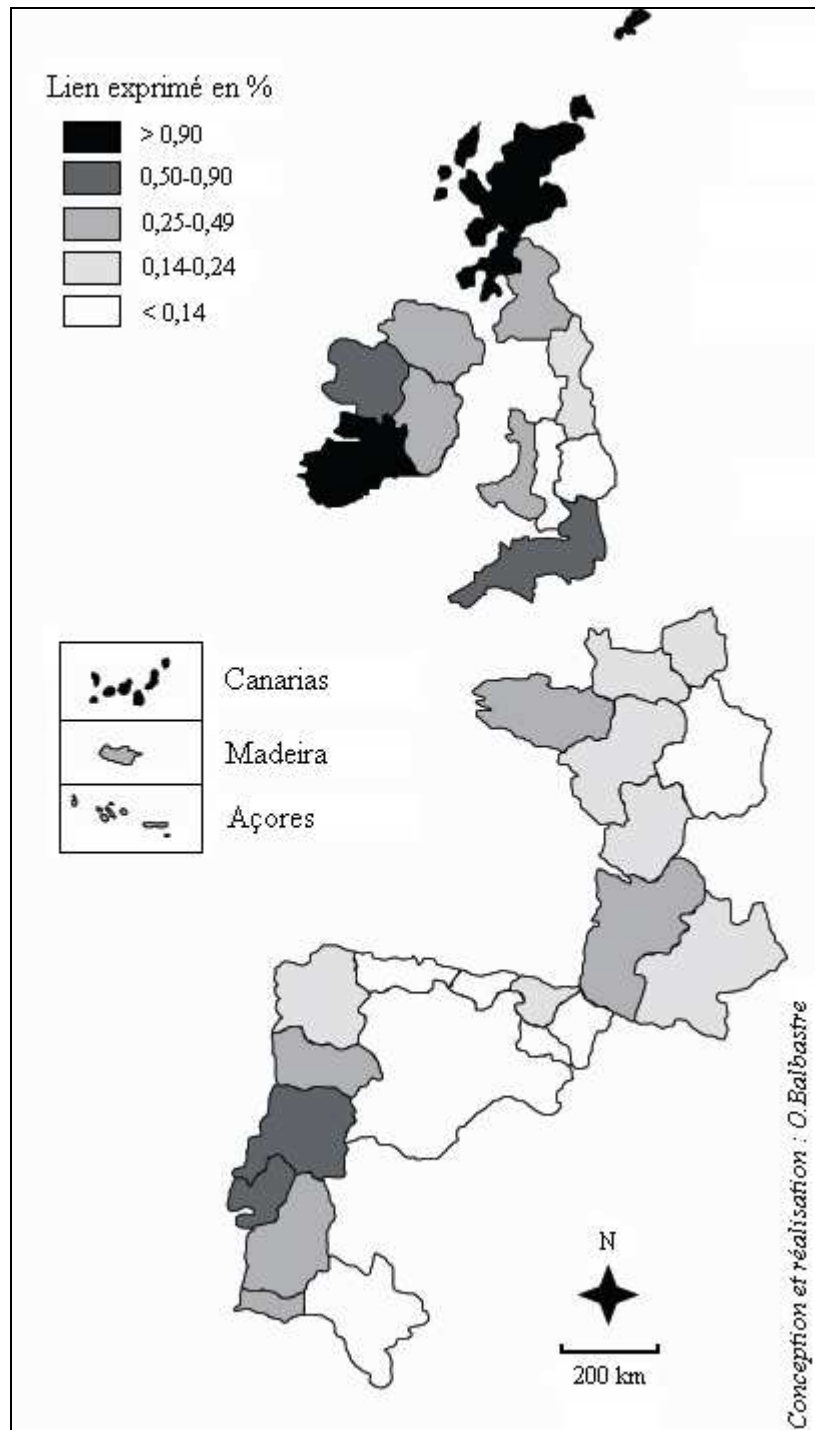 Lien exprimé en %
> 0,90
0,50-0,90
0,25-0,49
0,14-0,24
< 0,14
Canarias
Madeira
Açores
N
200 km
Conception et réalisation : O.Balbastre